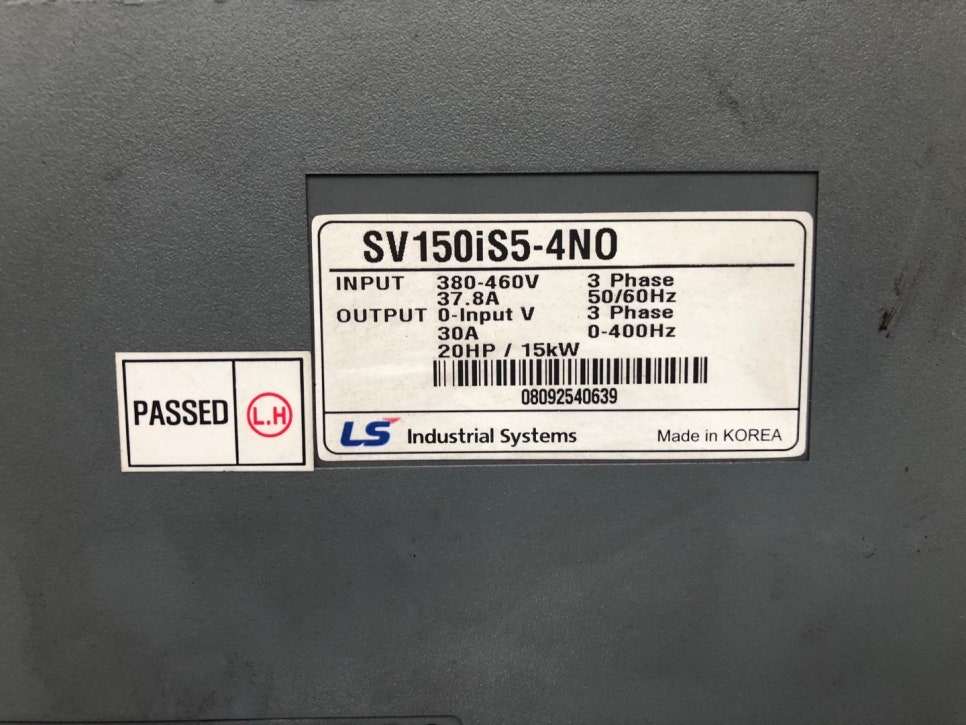 SV150iS5-4NO
INPUT 380-460V 3 Phase
37.8A 50/60Hz
OUTPUT 0-Input V 3 Phase
30A 0-400Hz
20HP / 15kW
08092540639
PASSED L.H
LS Industrial Systems Made in KOREA